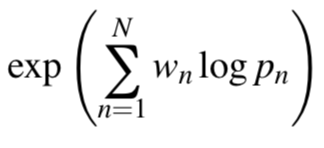 exp ( ∑_{n=1}^{N} w_n log p_n )